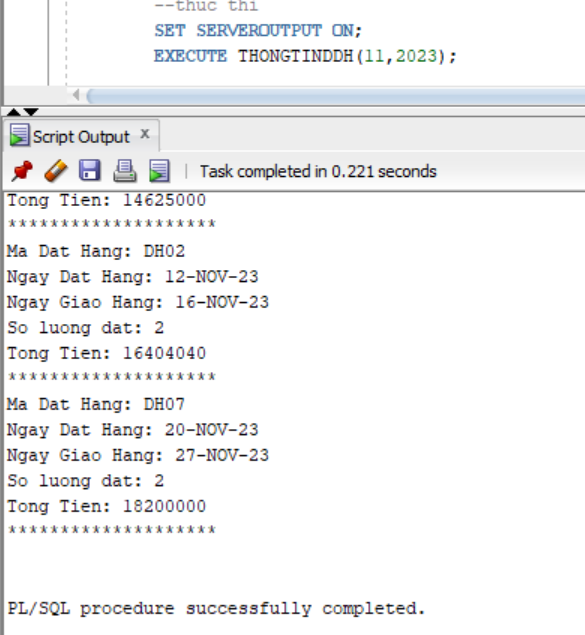 --thuc thi
SET SERVEROUTPUT ON;
EXECUTE THONGTINDDH(11,2023);
Script Output x
Task completed in 0.221 seconds
Tong Tien: 14625000
********************
Ma Dat Hang: DH02
Ngay Dat Hang: 12-NOV-23
Ngay Giao Hang: 16-NOV-23
So luong dat: 2
Tong Tien: 16404040
********************
Ma Dat Hang: DH07
Ngay Dat Hang: 20-NOV-23
Ngay Giao Hang: 27-NOV-23
So luong dat: 2
Tong Tien: 18200000
********************
PL/SQL procedure successfully completed.